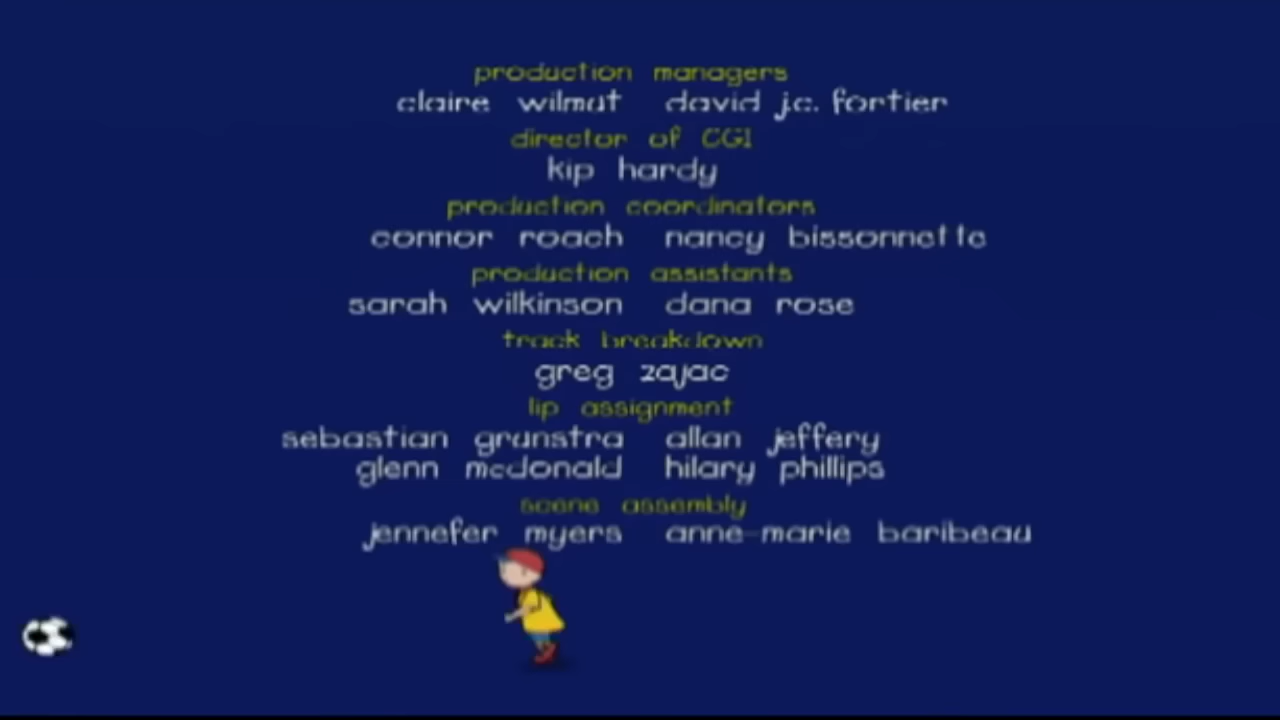 production managers
claire wilmut david j.c. fortier
director of CGI
kip hardy
production coordinators
connor roach nancy bissonnette
production assistants
sarah wilkinson dana rose
track breakdown
greg zajac
lip assignment
sebastian grunstra allan jeffery
glenn mcdonald hilary phillips
scene assembly
jennefer myers anne-marie baribeau